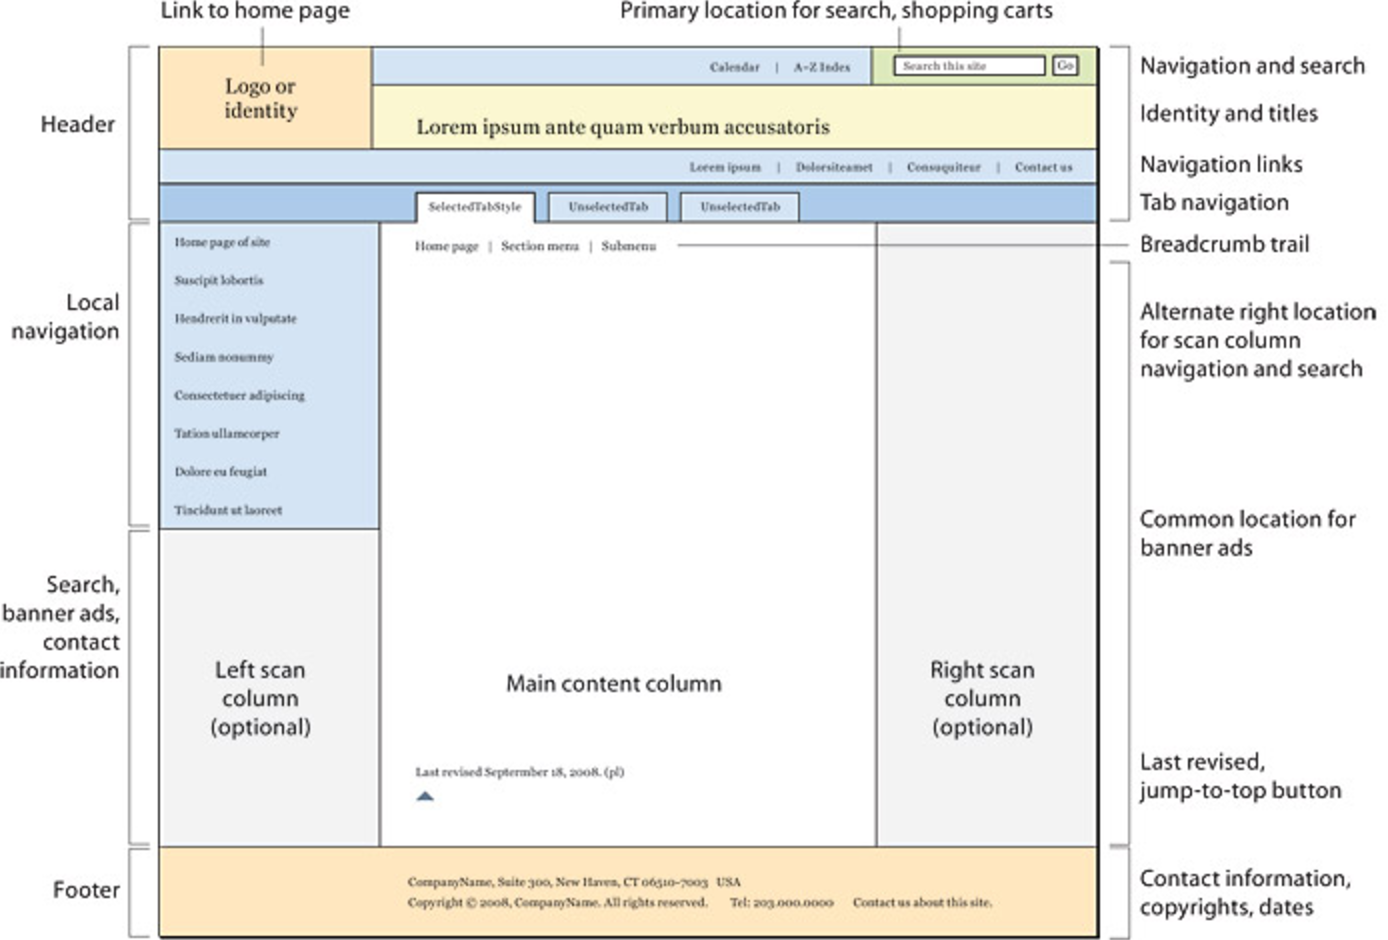 Link to home page
Primary location for search, shopping carts
Header
Logo or
identity
Calendar | A–Z Index
Search this site
Go
Navigation and search
Lorem ipsum ante quam verbum accusatoris
Identity and titles
Lorem ipsum | Dolorsiteamet | Consuquiteur | Contact us
Navigation links
SelectedTabStyle
UnselectedTab
UnselectedTab
Tab navigation
Home page | Section menu | Submenu
Breadcrumb trail
Local
navigation
Home page of site
Suscipit lobortis
Hendrerit in vulputate
Sediam nonummy
Consectetuer adipiscing
Tation ullamcorper
Dolore eu feugiat
Tincidunt ut laoreet
Alternate right location
for scan column
navigation and search
Common location for
banner ads
Search,
banner ads,
contact
information
Left scan
column
(optional)
Main content column
Right scan
column
(optional)
Last revised Septermber 18, 2008. (pl)
Last revised,
jump-to-top button
Footer
CompanyName, Suite 300, New Haven, CT 06510-7003 USA
Copyright © 2008, CompanyName. All rights reserved. Tel: 203.000.0000 Contact us about this site.
Contact information,
copyrights, dates